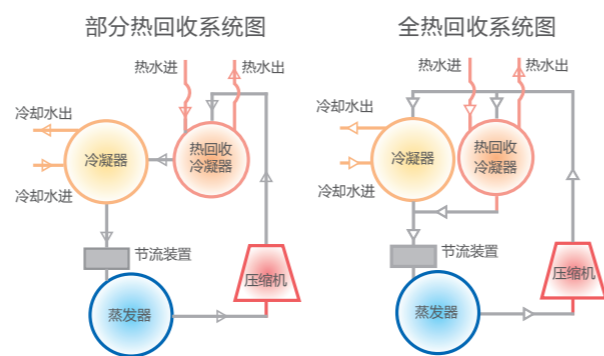 部分热回收系统图
热水进
热水出
冷却水出
冷凝器
热回收
冷凝器
冷却水进
节流装置
压缩机
蒸发器
全热回收系统图
热水进
热水出
冷却水出
冷凝器
热回收
冷凝器
冷却水进
节流装置
压缩机
蒸发器